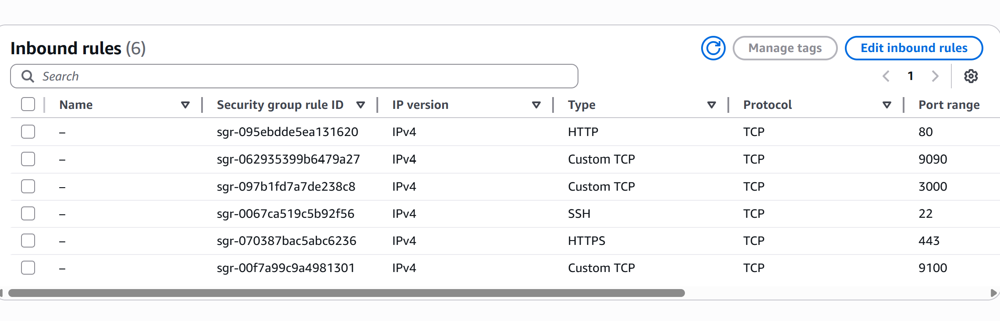 Inbound rules (6)
Manage tags
Edit inbound rules
Search
1
Name Security group rule ID IP version Type Protocol Port range
– sgr-095ebdde5ea131620 IPv4 HTTP TCP 80
– sgr-062935399b6479a27 IPv4 Custom TCP TCP 9090
– sgr-097b1fd7a7de238c8 IPv4 Custom TCP TCP 3000
– sgr-0067ca519c5b92f56 IPv4 SSH TCP 22
– sgr-070387bac5abc6236 IPv4 HTTPS TCP 443
– sgr-00f7a99c9a4981301 IPv4 Custom TCP TCP 9100